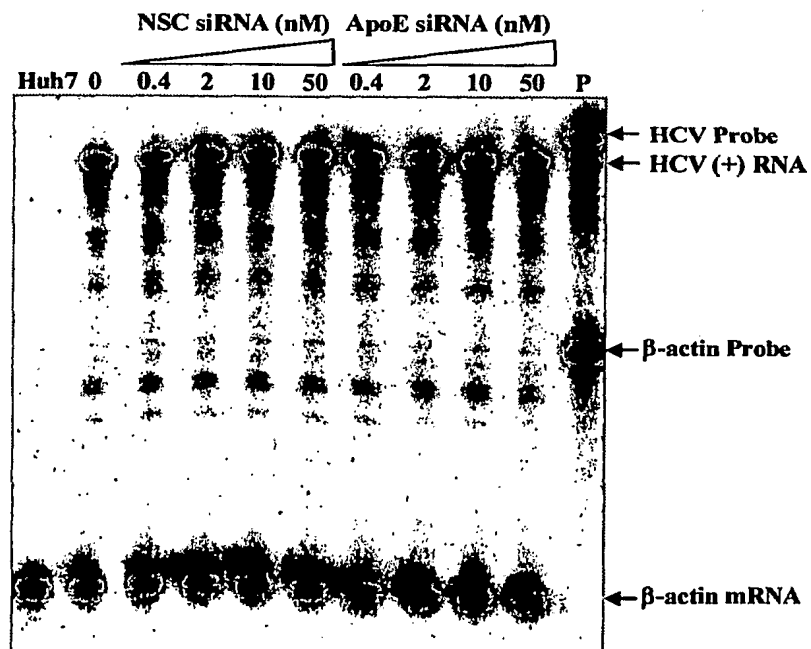 NSC siRNA (nM) ApoE siRNA (nM)
Huh7 0 0.4 2 10 50 0.4 2 10 50 P
HCV Probe
HCV (+) RNA
β-actin Probe
β-actin mRNA